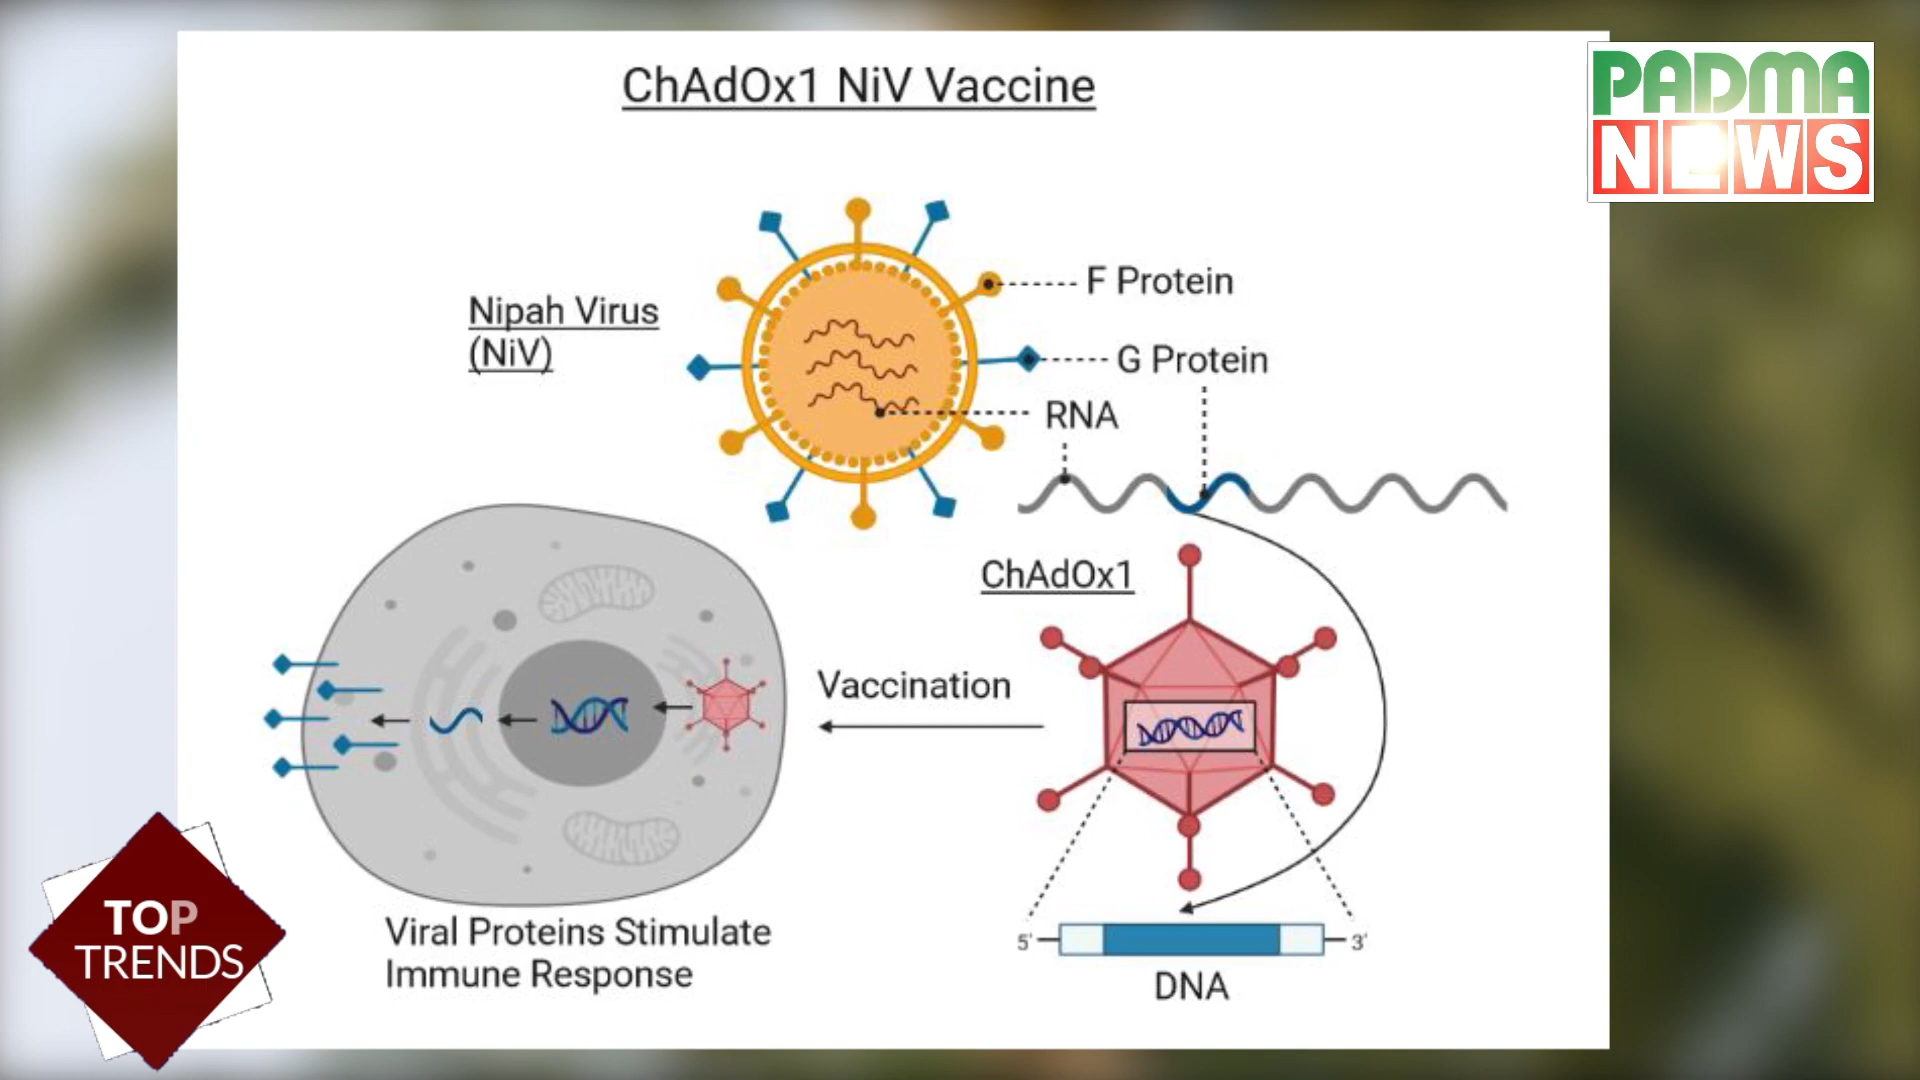 ChAdOx1 NiV Vaccine
PADMA
NEWS
Nipah Virus
(NiV)
F Protein
G Protein
RNA
ChAdOx1
Vaccination
Viral Proteins Stimulate
Immune Response
5'
3'
DNA
TOP
TRENDS